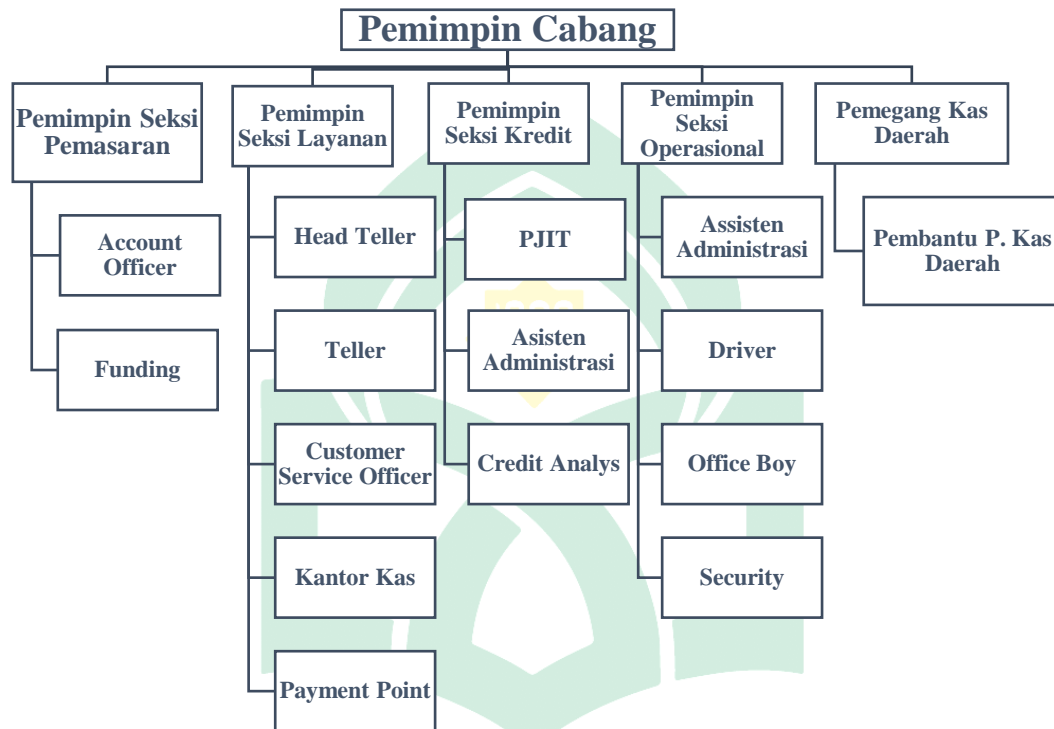 Pemimpin Cabang
Pemimpin Seksi
Pemasaran
Account
Officer
Funding
Pemimpin
Seksi Layanan
Head Teller
Teller
Customer
Service Officer
Kantor Kas
Payment Point
Pemimpin
Seksi Kredit
PJIT
Asisten
Administrasi
Credit Analys
Pemimpin
Seksi
Operasional
Assisten
Administrasi
Driver
Office Boy
Security
Pemegang Kas
Daerah
Pembantu P. Kas
Daerah